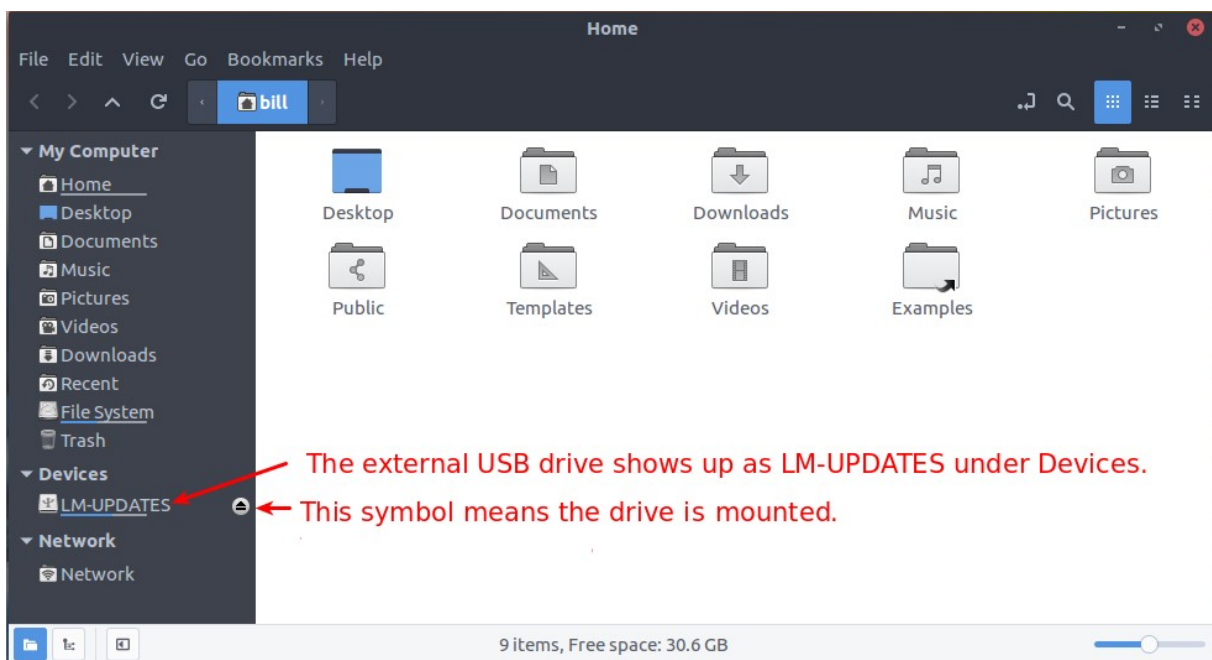 Home
File Edit View Go Bookmarks Help
bill
My Computer
Home
Desktop
Documents
Music
Pictures
Videos
Downloads
Recent
File System
Trash
Devices
LM-UPDATES
Network
Network
Desktop Documents Downloads Music Pictures
Public Templates Videos Examples
The external USB drive shows up as LM-UPDATES under Devices.
This symbol means the drive is mounted.
9 items, Free space: 30.6 GB